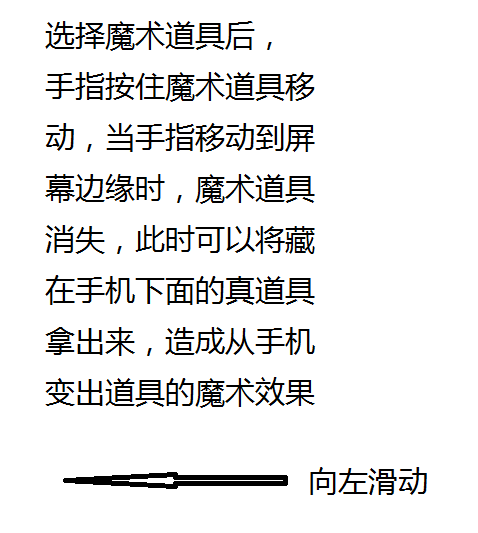 选择魔术道具后，
手指按住魔术道具移
动，当手指移动到屏
幕边缘时，魔术道具
消失，此时可以将藏
在手机下面的真道具
拿出来，造成从手机
变出道具的魔术效果
向左滑动